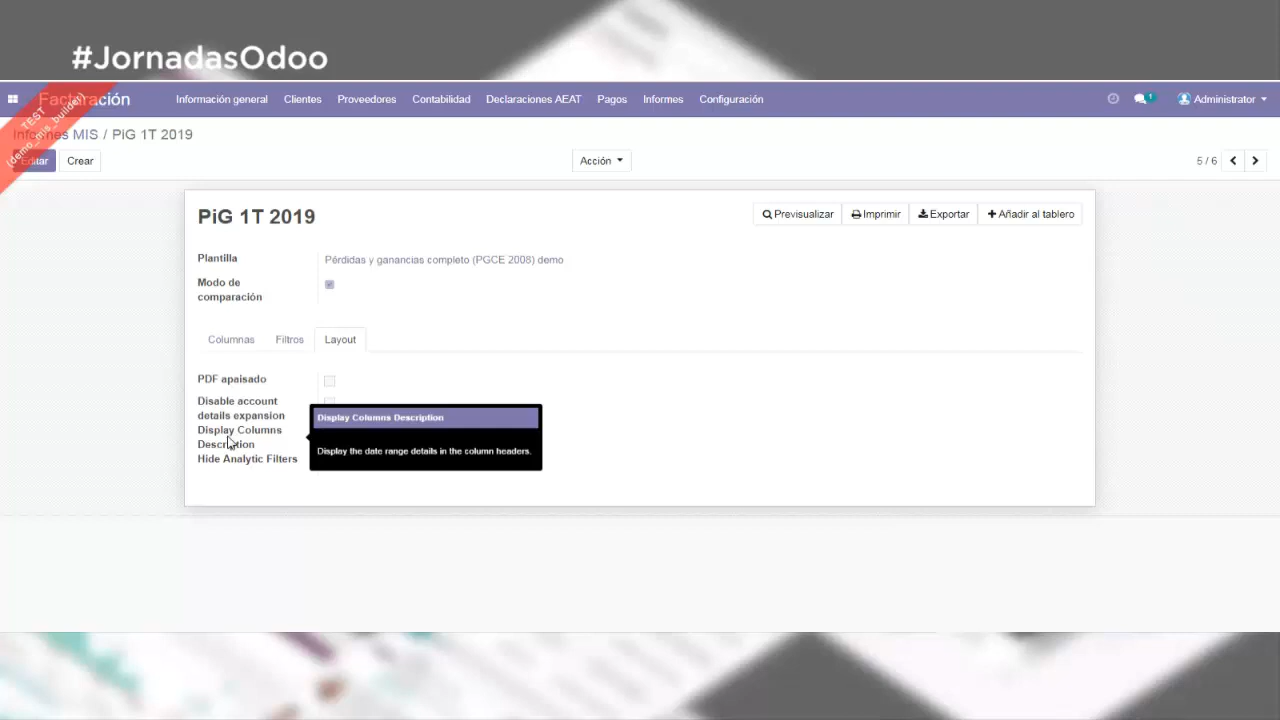 #JornadasOdoo
Facturación
Información general
Clientes
Proveedores
Contabilidad
Declaraciones AEAT
Pagos
Informes
Configuración
1
Administrator
TEST
(demo_mis_builder)
Informes MIS / PiG 1T 2019
Editar
Crear
Acción
5 / 6
PiG 1T 2019
Previsualizar
Imprimir
Exportar
Añadir al tablero
Plantilla
Pérdidas y ganancias completo (PGCE 2008) demo
Modo de
comparación
Columnas
Filtros
Layout
PDF apaisado
Disable account
details expansion
Display Columns
Description
Hide Analytic Filters
Display Columns Description
Display the date range details in the column headers.